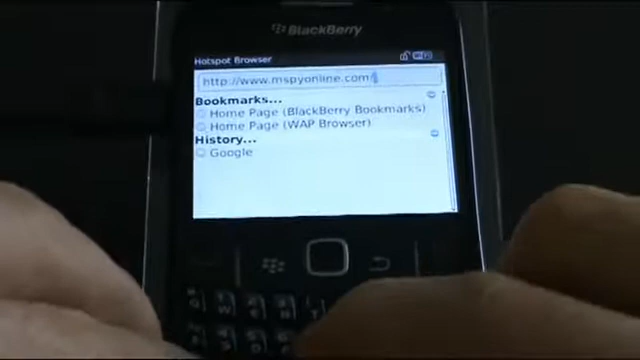 BlackBerry
Hotspot Browser
http://www.mspyonline.com/
Bookmarks...
Home Page (BlackBerry Bookmarks)
Home Page (WAP Browser)
History...
Google